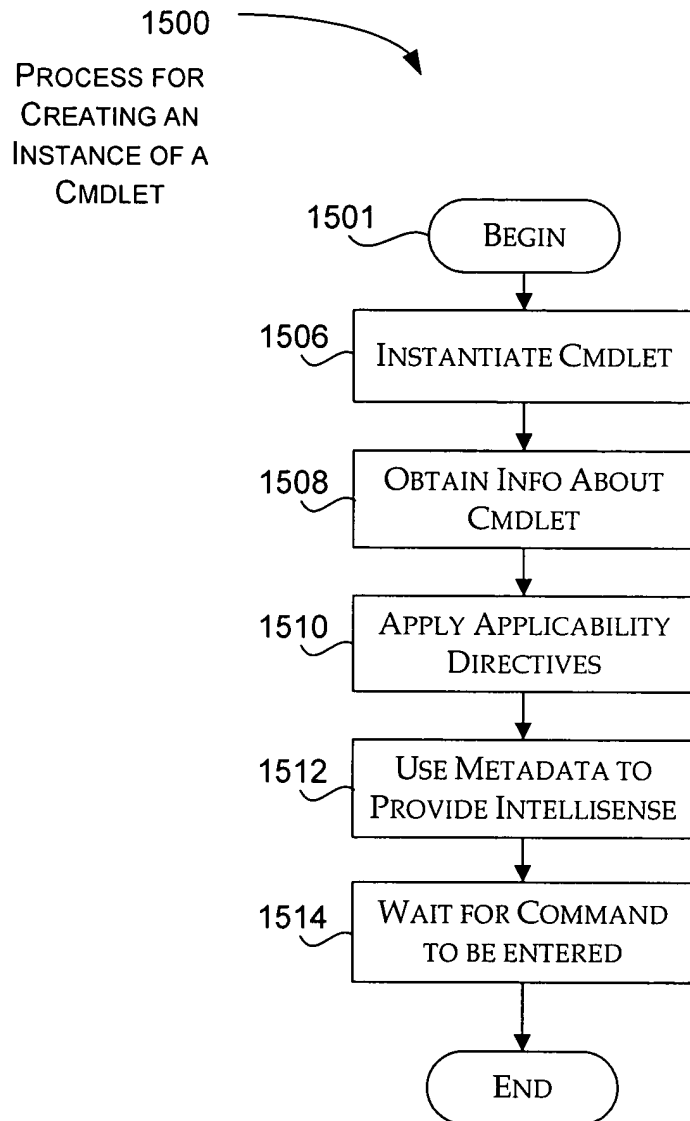 1500
PROCESS FOR
CREATING AN
INSTANCE OF A
CMDLET
1501
BEGIN
1506
INSTANTIATE CMDLET
1508
OBTAIN INFO ABOUT
CMDLET
1510
APPLY APPLICABILITY
DIRECTIVES
1512
USE METADATA TO
PROVIDE INTELLISENSE
1514
WAIT FOR COMMAND
TO BE ENTERED
END